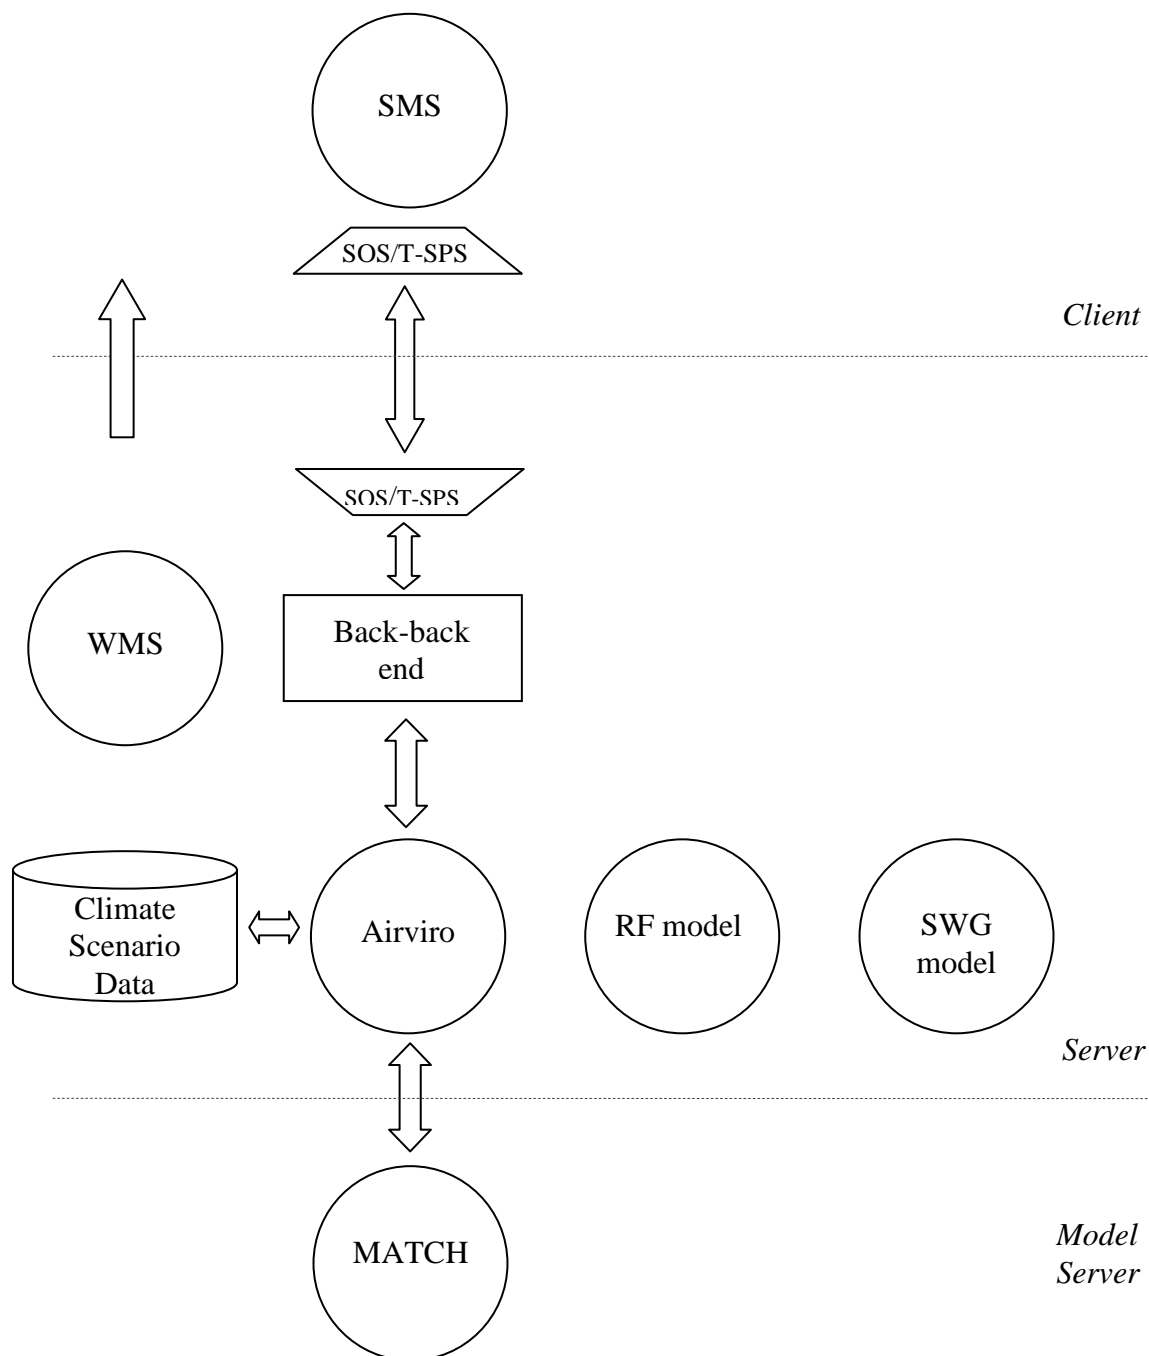 SMS
SOS/T-SPS
Client
SOS/T-SPS
WMS
Back-back
end
Climate
Scenario
Data
Airviro
RF model
SWG
model
Server
MATCH
Model
Server